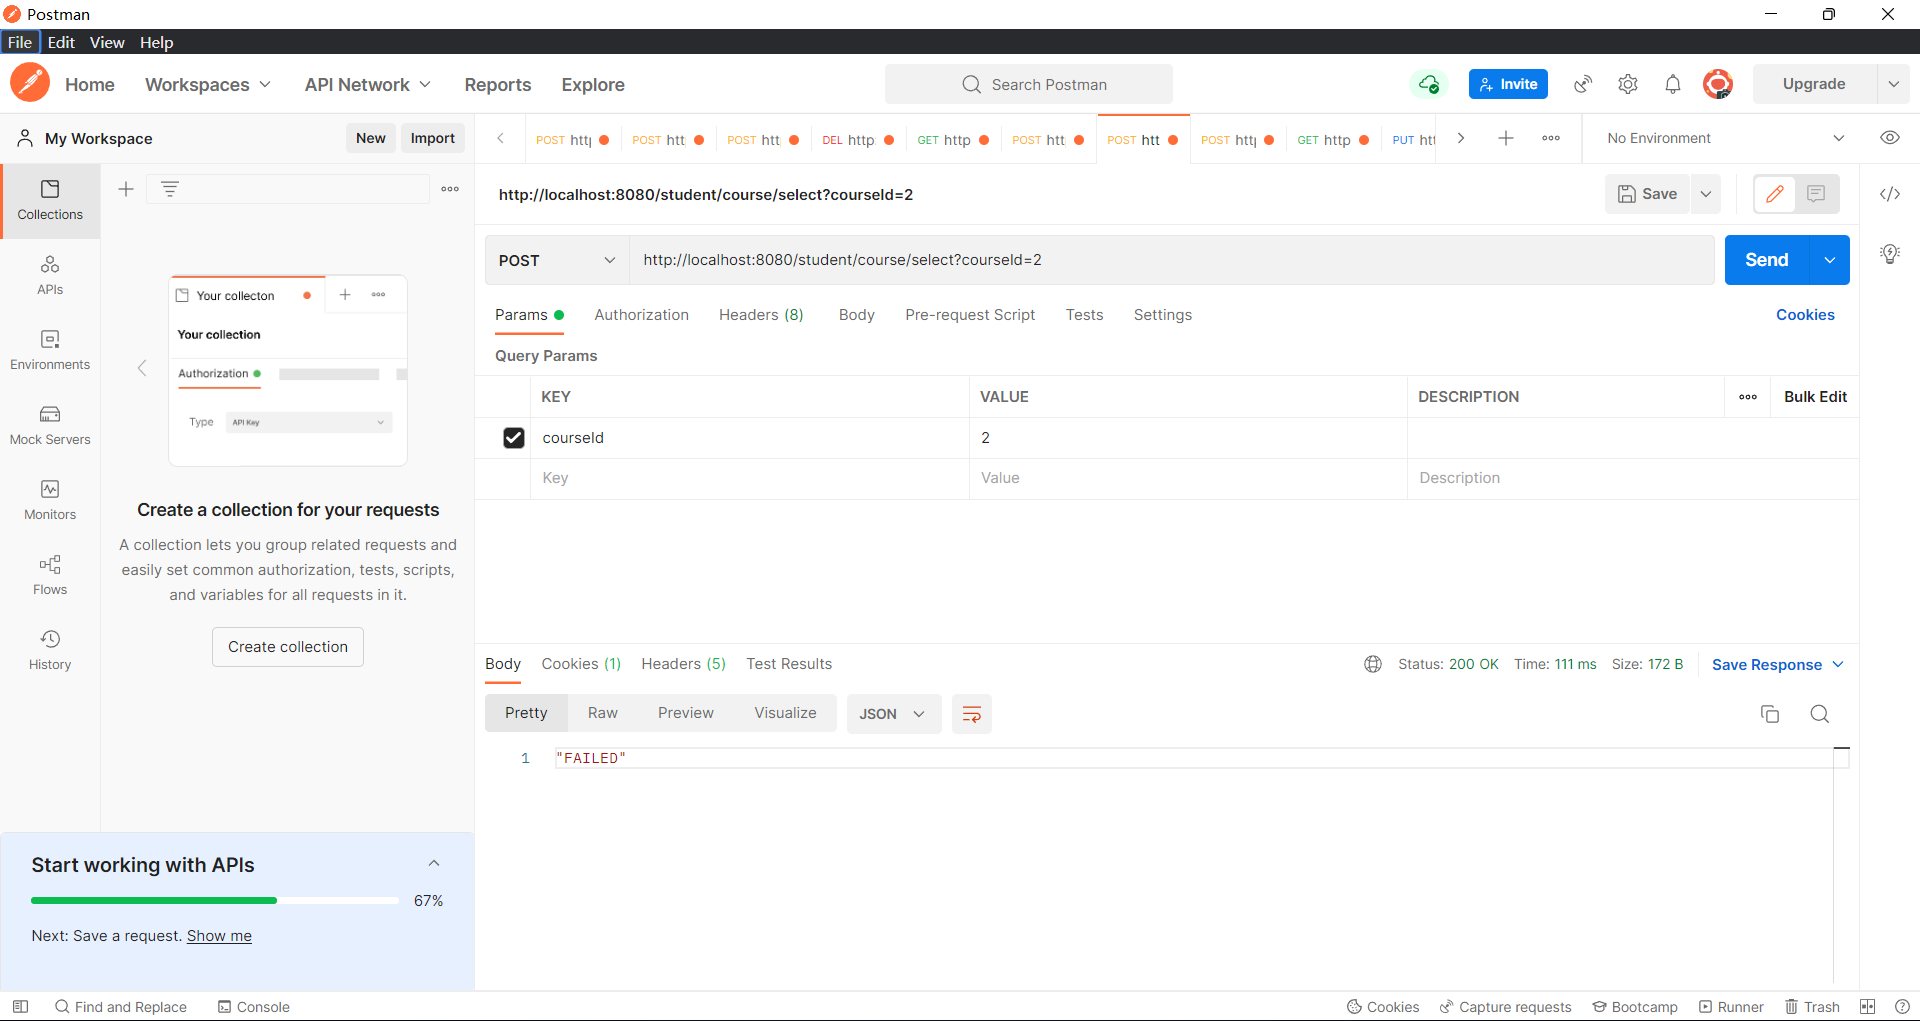 Postman
File Edit View Help
Home Workspaces API Network Reports Explore Search Postman Invite Upgrade
My Workspace New Import
POST http POST htt POST htt DEL http GET http POST htt POST htt POST http GET http PUT htt No Environment
Collections
APIs
Environments
Mock Servers
Monitors
Flows
History
Your collecton
Your collection
Authorization
Type API Key
Create a collection for your requests
A collection lets you group related requests and
easily set common authorization, tests, scripts,
and variables for all requests in it.
Create collection
Start working with APIs
67%
Next: Save a request. Show me
http://localhost:8080/student/course/select?courseId=2 Save
POST http://localhost:8080/student/course/select?courseId=2 Send
Params Authorization Headers (8) Body Pre-request Script Tests Settings Cookies
Query Params
KEY VALUE DESCRIPTION Bulk Edit
courseId 2
Key Value Description
Body Cookies (1) Headers (5) Test Results Status: 200 OK Time: 111 ms Size: 172 B Save Response
Pretty Raw Preview Visualize JSON
1 "FAILED"
Find and Replace Console Cookies Capture requests Bootcamp Runner Trash